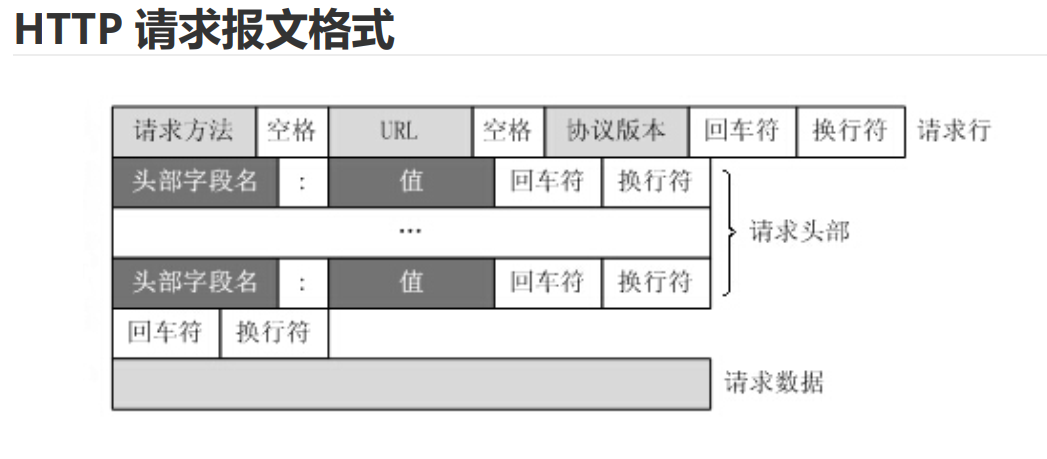 HTTP 请求报文格式
请求方法 空格 URL 空格 协议版本 回车符 换行符 请求行
头部字段名 : 值 回车符 换行符
... 请求头部
头部字段名 : 值 回车符 换行符
回车符 换行符
请求数据